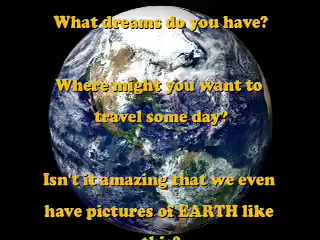 What dreams do you have?
Where might you want to
travel some day?
Isn't it amazing that we even
have pictures of EARTH like
this?